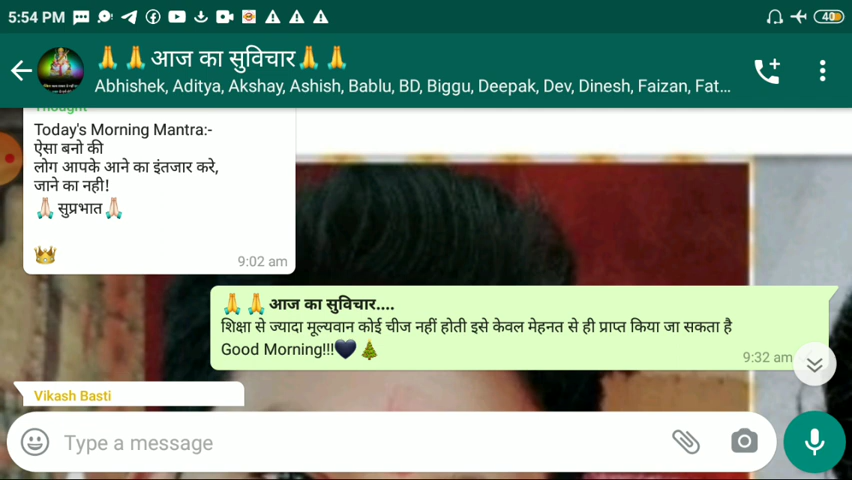 5:54 PM
40
🙏🙏आज का सुविचार🙏🙏
Abhishek, Aditya, Akshay, Ashish, Bablu, BD, Biggu, Deepak, Dev, Dinesh, Faizan, Fat...
Thought
Today's Morning Mantra:-
ऐसा बनो की
लोग आपके आने का इंतजार करे,
जाने का नही!
🙏🏻सुप्रभात🙏🏻
👑
9:02 am
🙏🙏आज का सुविचार....
शिक्षा से ज्यादा मूल्यवान कोई चीज नहीं होती इसे केवल मेहनत से ही प्राप्त किया जा सकता है
Good Morning!!!🖤🎄
9:32 am
Vikash Basti
Type a message